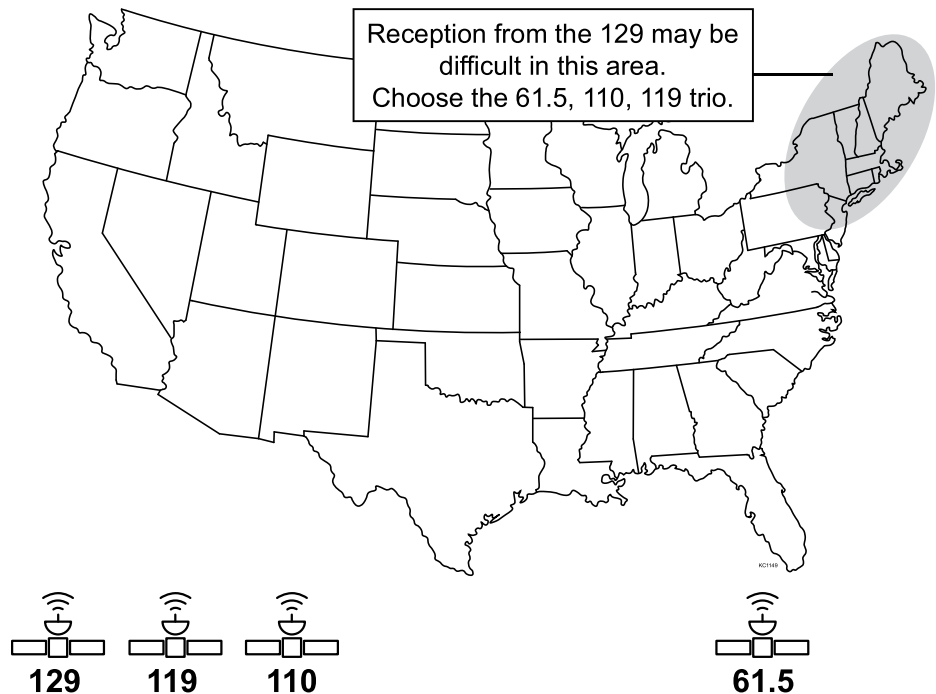 Reception from the 129 may be
difficult in this area.
Choose the 61.5, 110, 119 trio.
KC1149
129
119
110
61.5